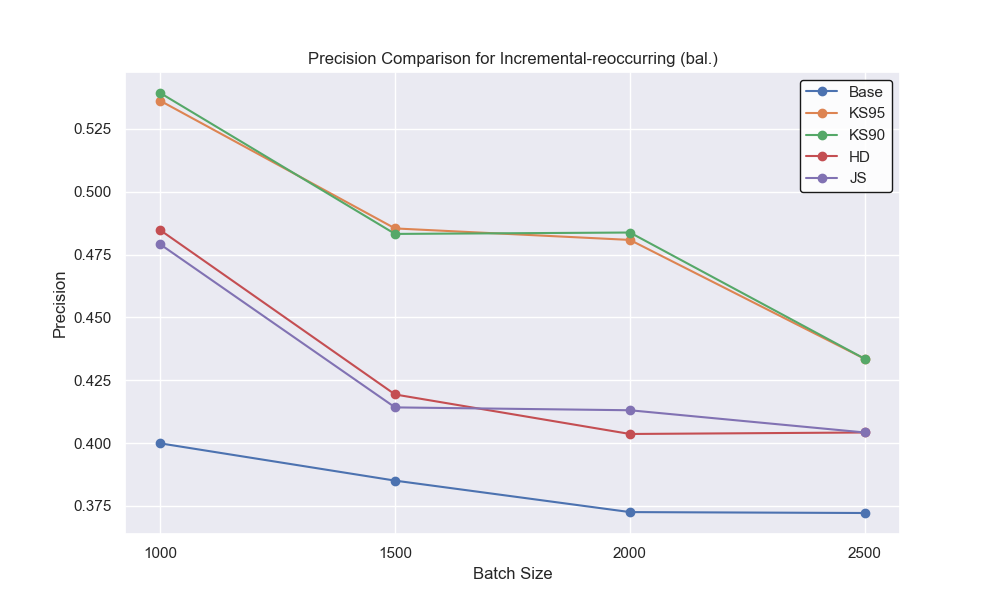 Precision Comparison for Incremental-reoccurring (bal.)
Base
KS95
KS90
HD
JS
0.525
0.500
0.475
0.450
0.425
0.400
0.375
Precision
1000
1500
2000
2500
Batch Size